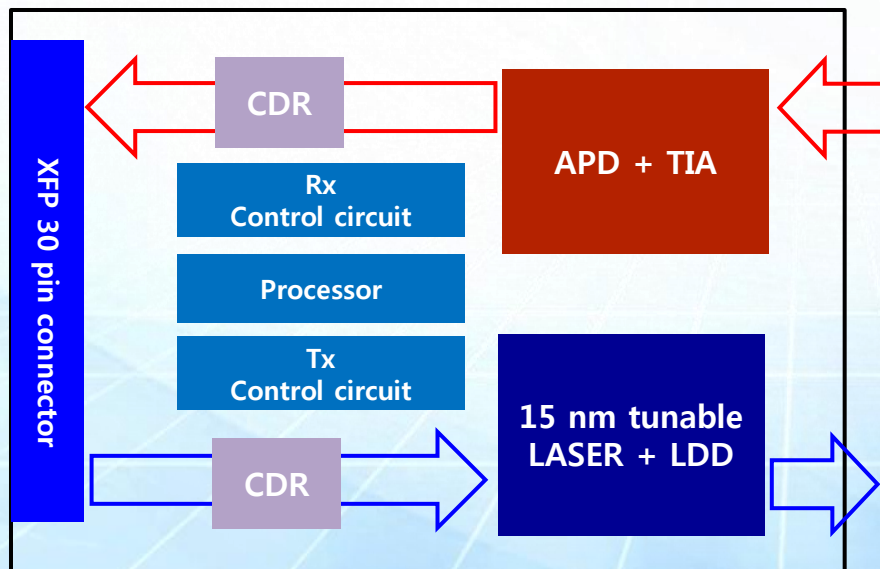 CDR
APD + TIA
XFP 30 pin connector
Rx
Control circuit
Processor
Tx
Control circuit
15 nm tunable
LASER + LDD
CDR